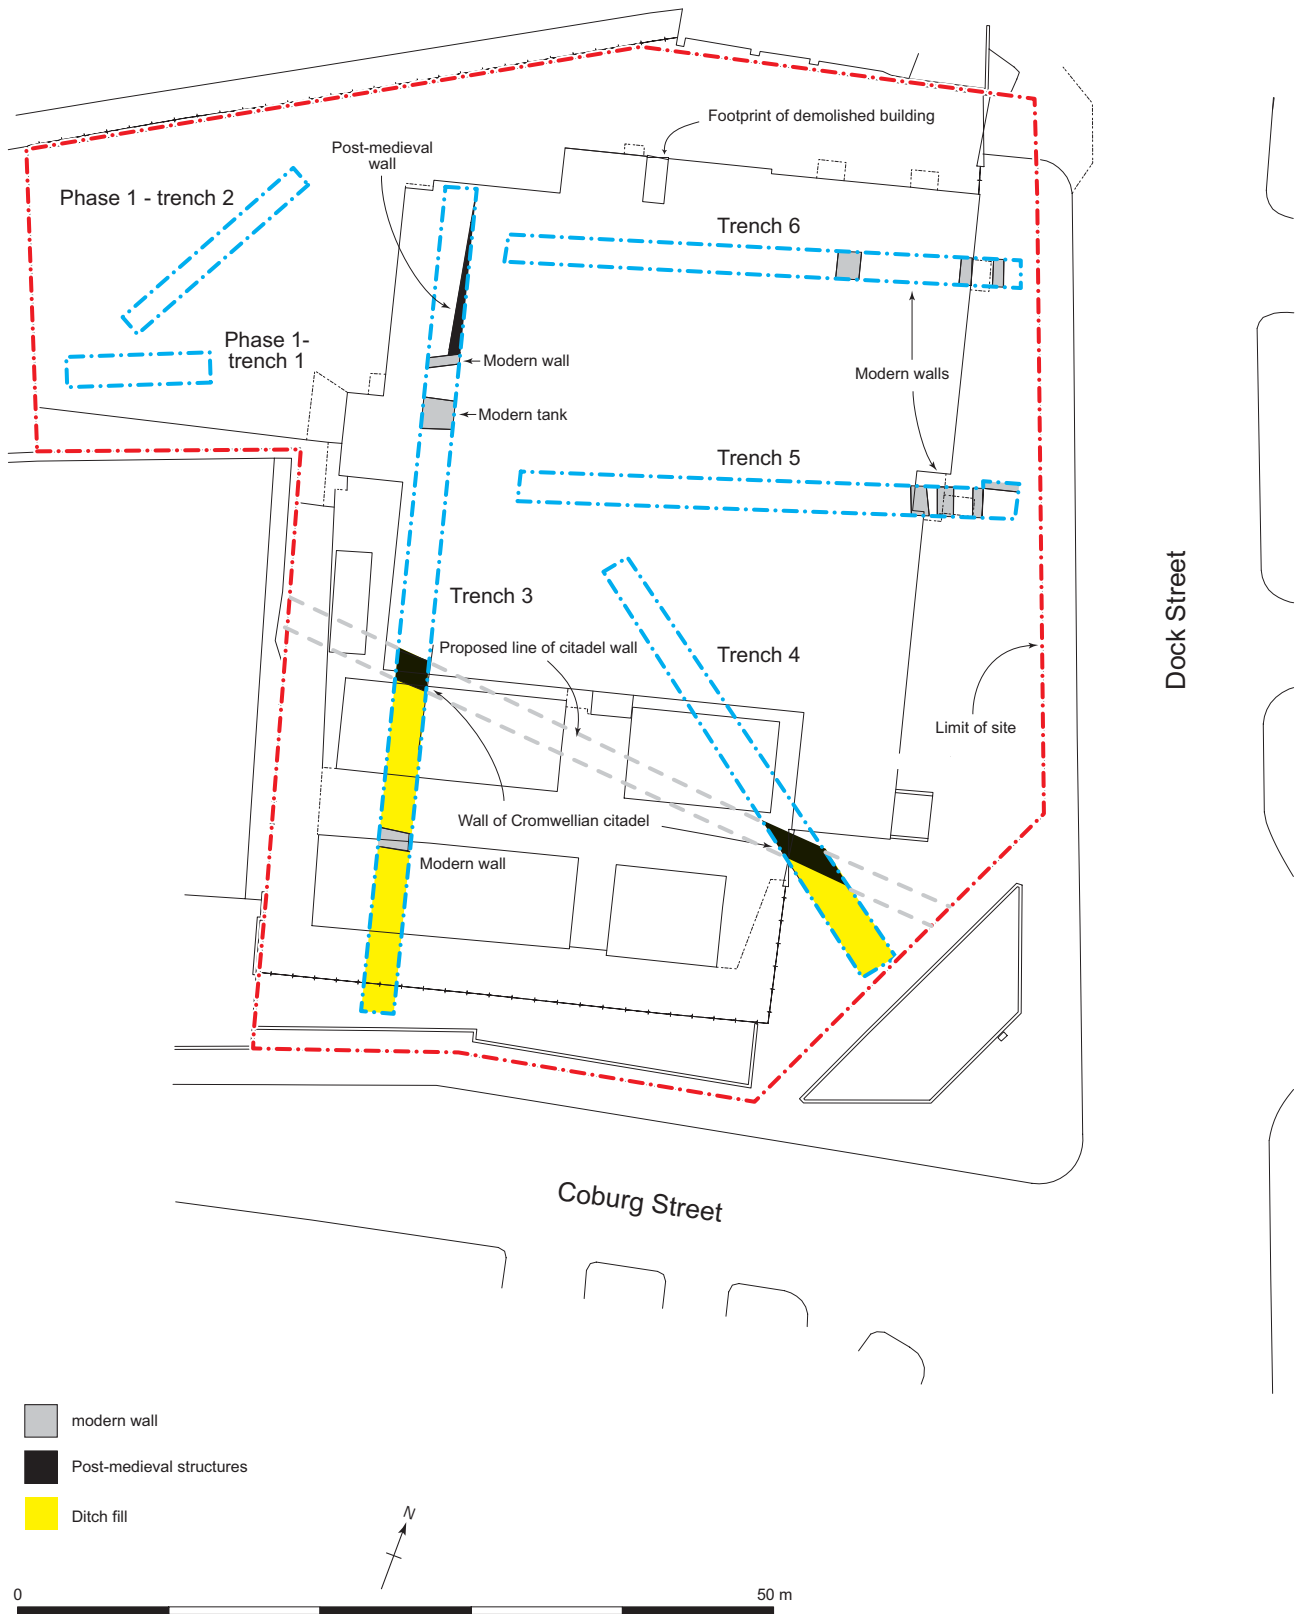 Footprint of demolished building
Post-medieval
wall
Phase 1 - trench 2
Trench 6
Phase 1-
trench 1
Modern wall
Modern walls
Modern tank
Trench 5
Dock Street
Trench 3
Proposed line of citadel wall
Trench 4
Limit of site
Wall of Cromwellian citadel
Modern wall
Coburg Street
modern wall
Post-medieval structures
Ditch fill
N
0
50 m